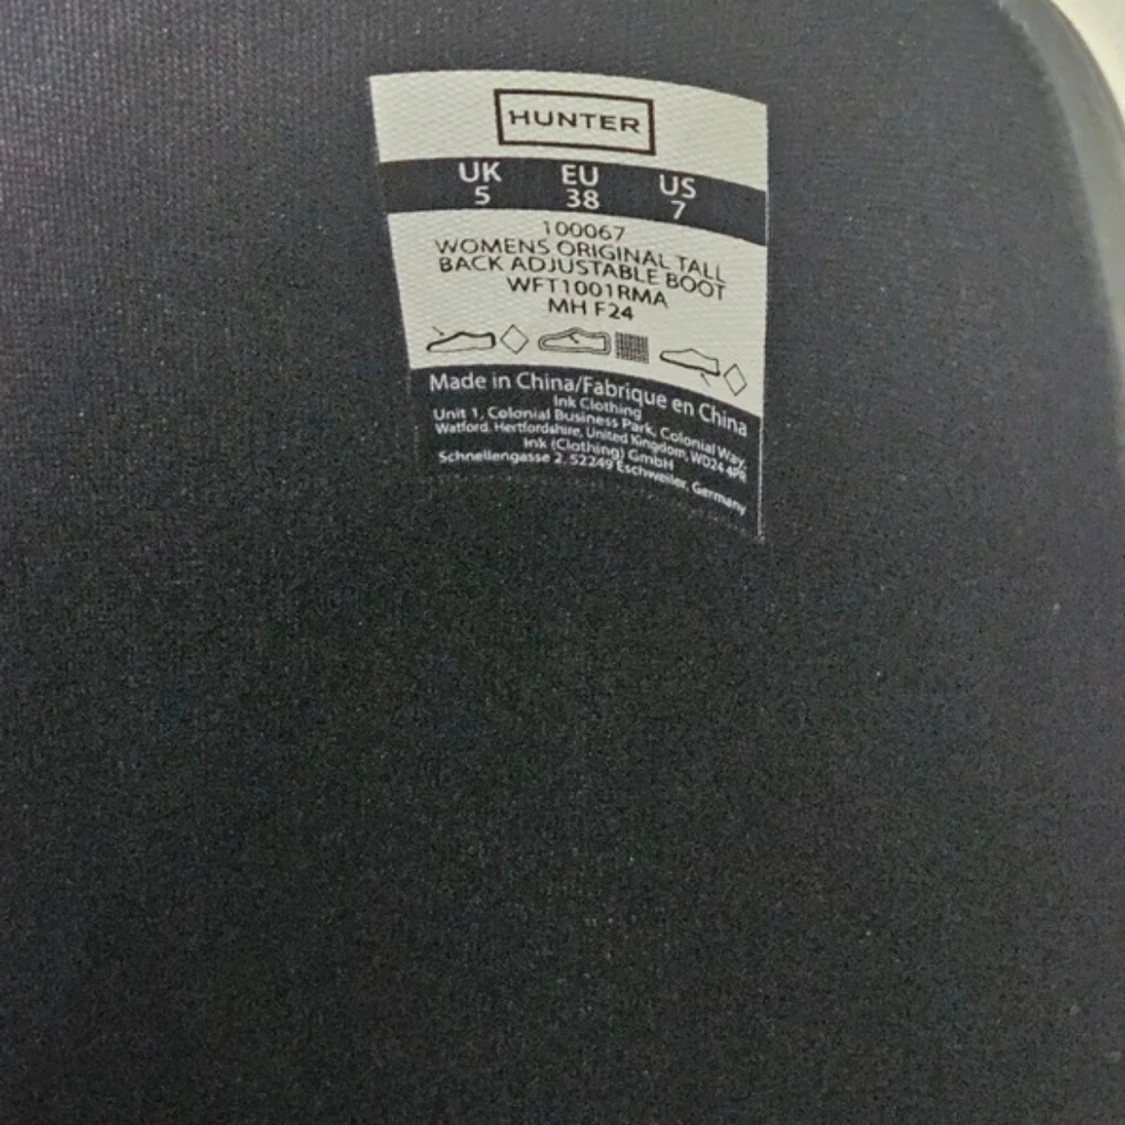 HUNTER
UK EU US
5 38 7
100067
WOMENS ORIGINAL TALL
BACK ADJUSTABLE BOOT
WFT1001RMA
MH F24
Made in China/Fabrique en China
Ink Clothing
Unit 1, Colonial Business Park, Colonial Way,
Watford. Hertfordshire, United Kingdom, WD24 4PR
Ink (Clothing) GmbH
Schnellengasse 2, 52249 Eschweiler, Germany